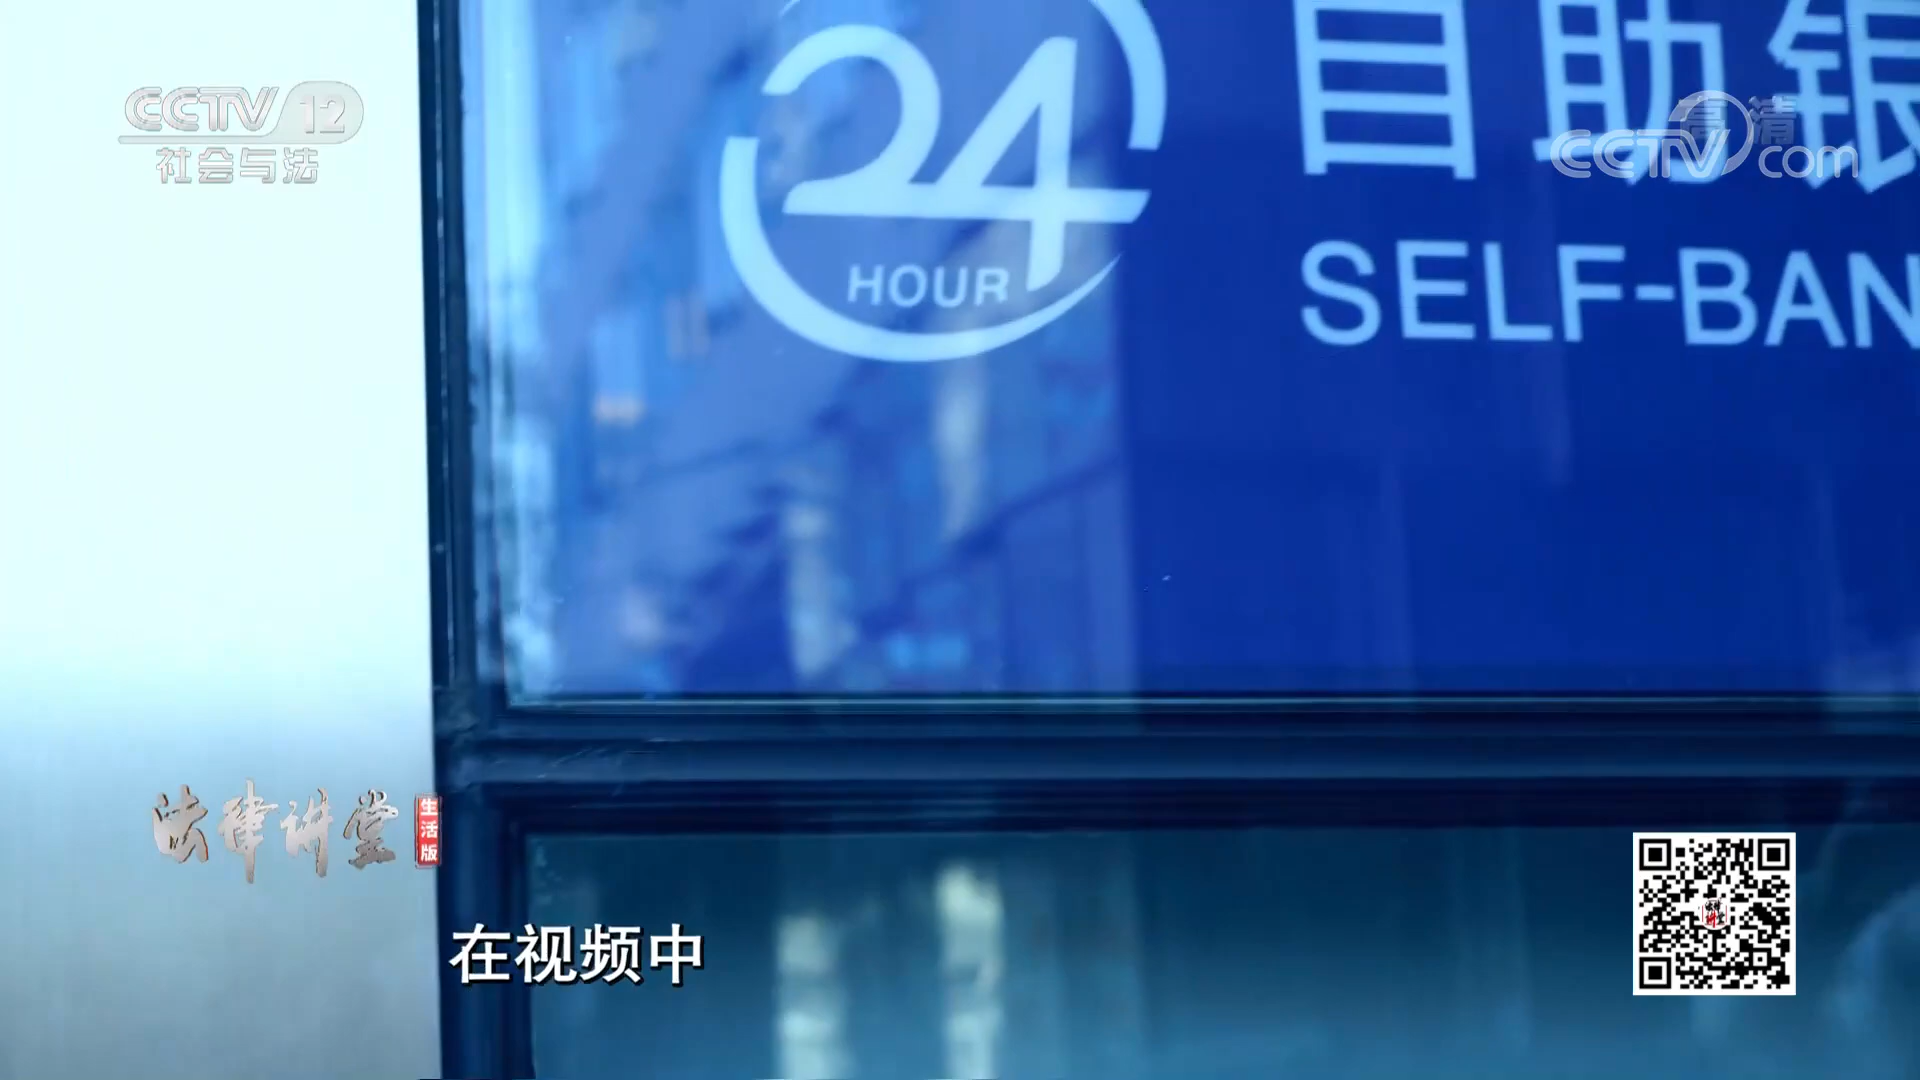 CCTV 12
社会与法
24
HOUR
自助银
SELF-BAN
高清
CCTV.com
法律讲堂
生活版
在视频中